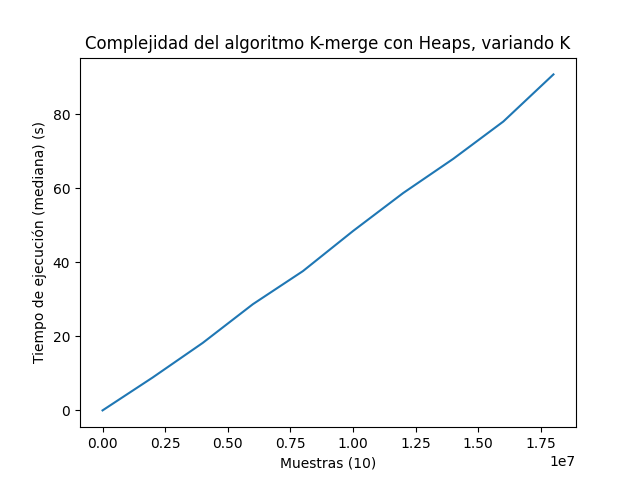 Complejidad del algoritmo K-merge con Heaps, variando K
Tiempo de ejecución (mediana) (s)
80
60
40
20
0
0.00 0.25 0.50 0.75 1.00 1.25 1.50 1.75
1e7
Muestras (10)